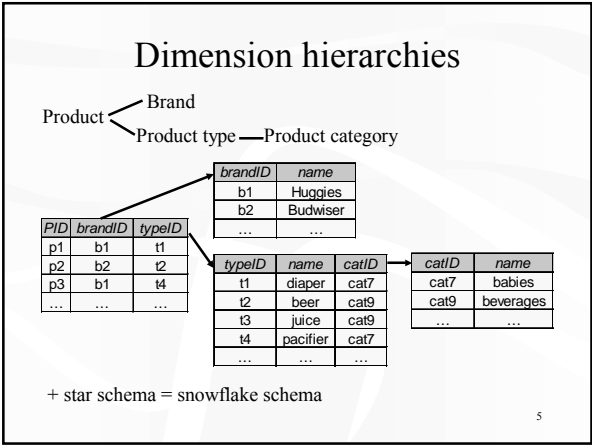 Dimension hierarchies
Product
Brand
Product type
Product category
brandID name
b1 Huggies
b2 Budwiser
… …
PID brandID typeID
p1 b1 t1
p2 b2 t2
p3 b1 t4
… … …
typeID name catID
t1 diaper cat7
t2 beer cat9
t3 juice cat9
t4 pacifier cat7
… … …
catID name
cat7 babies
cat9 beverages
… …
+ star schema = snowflake schema
5